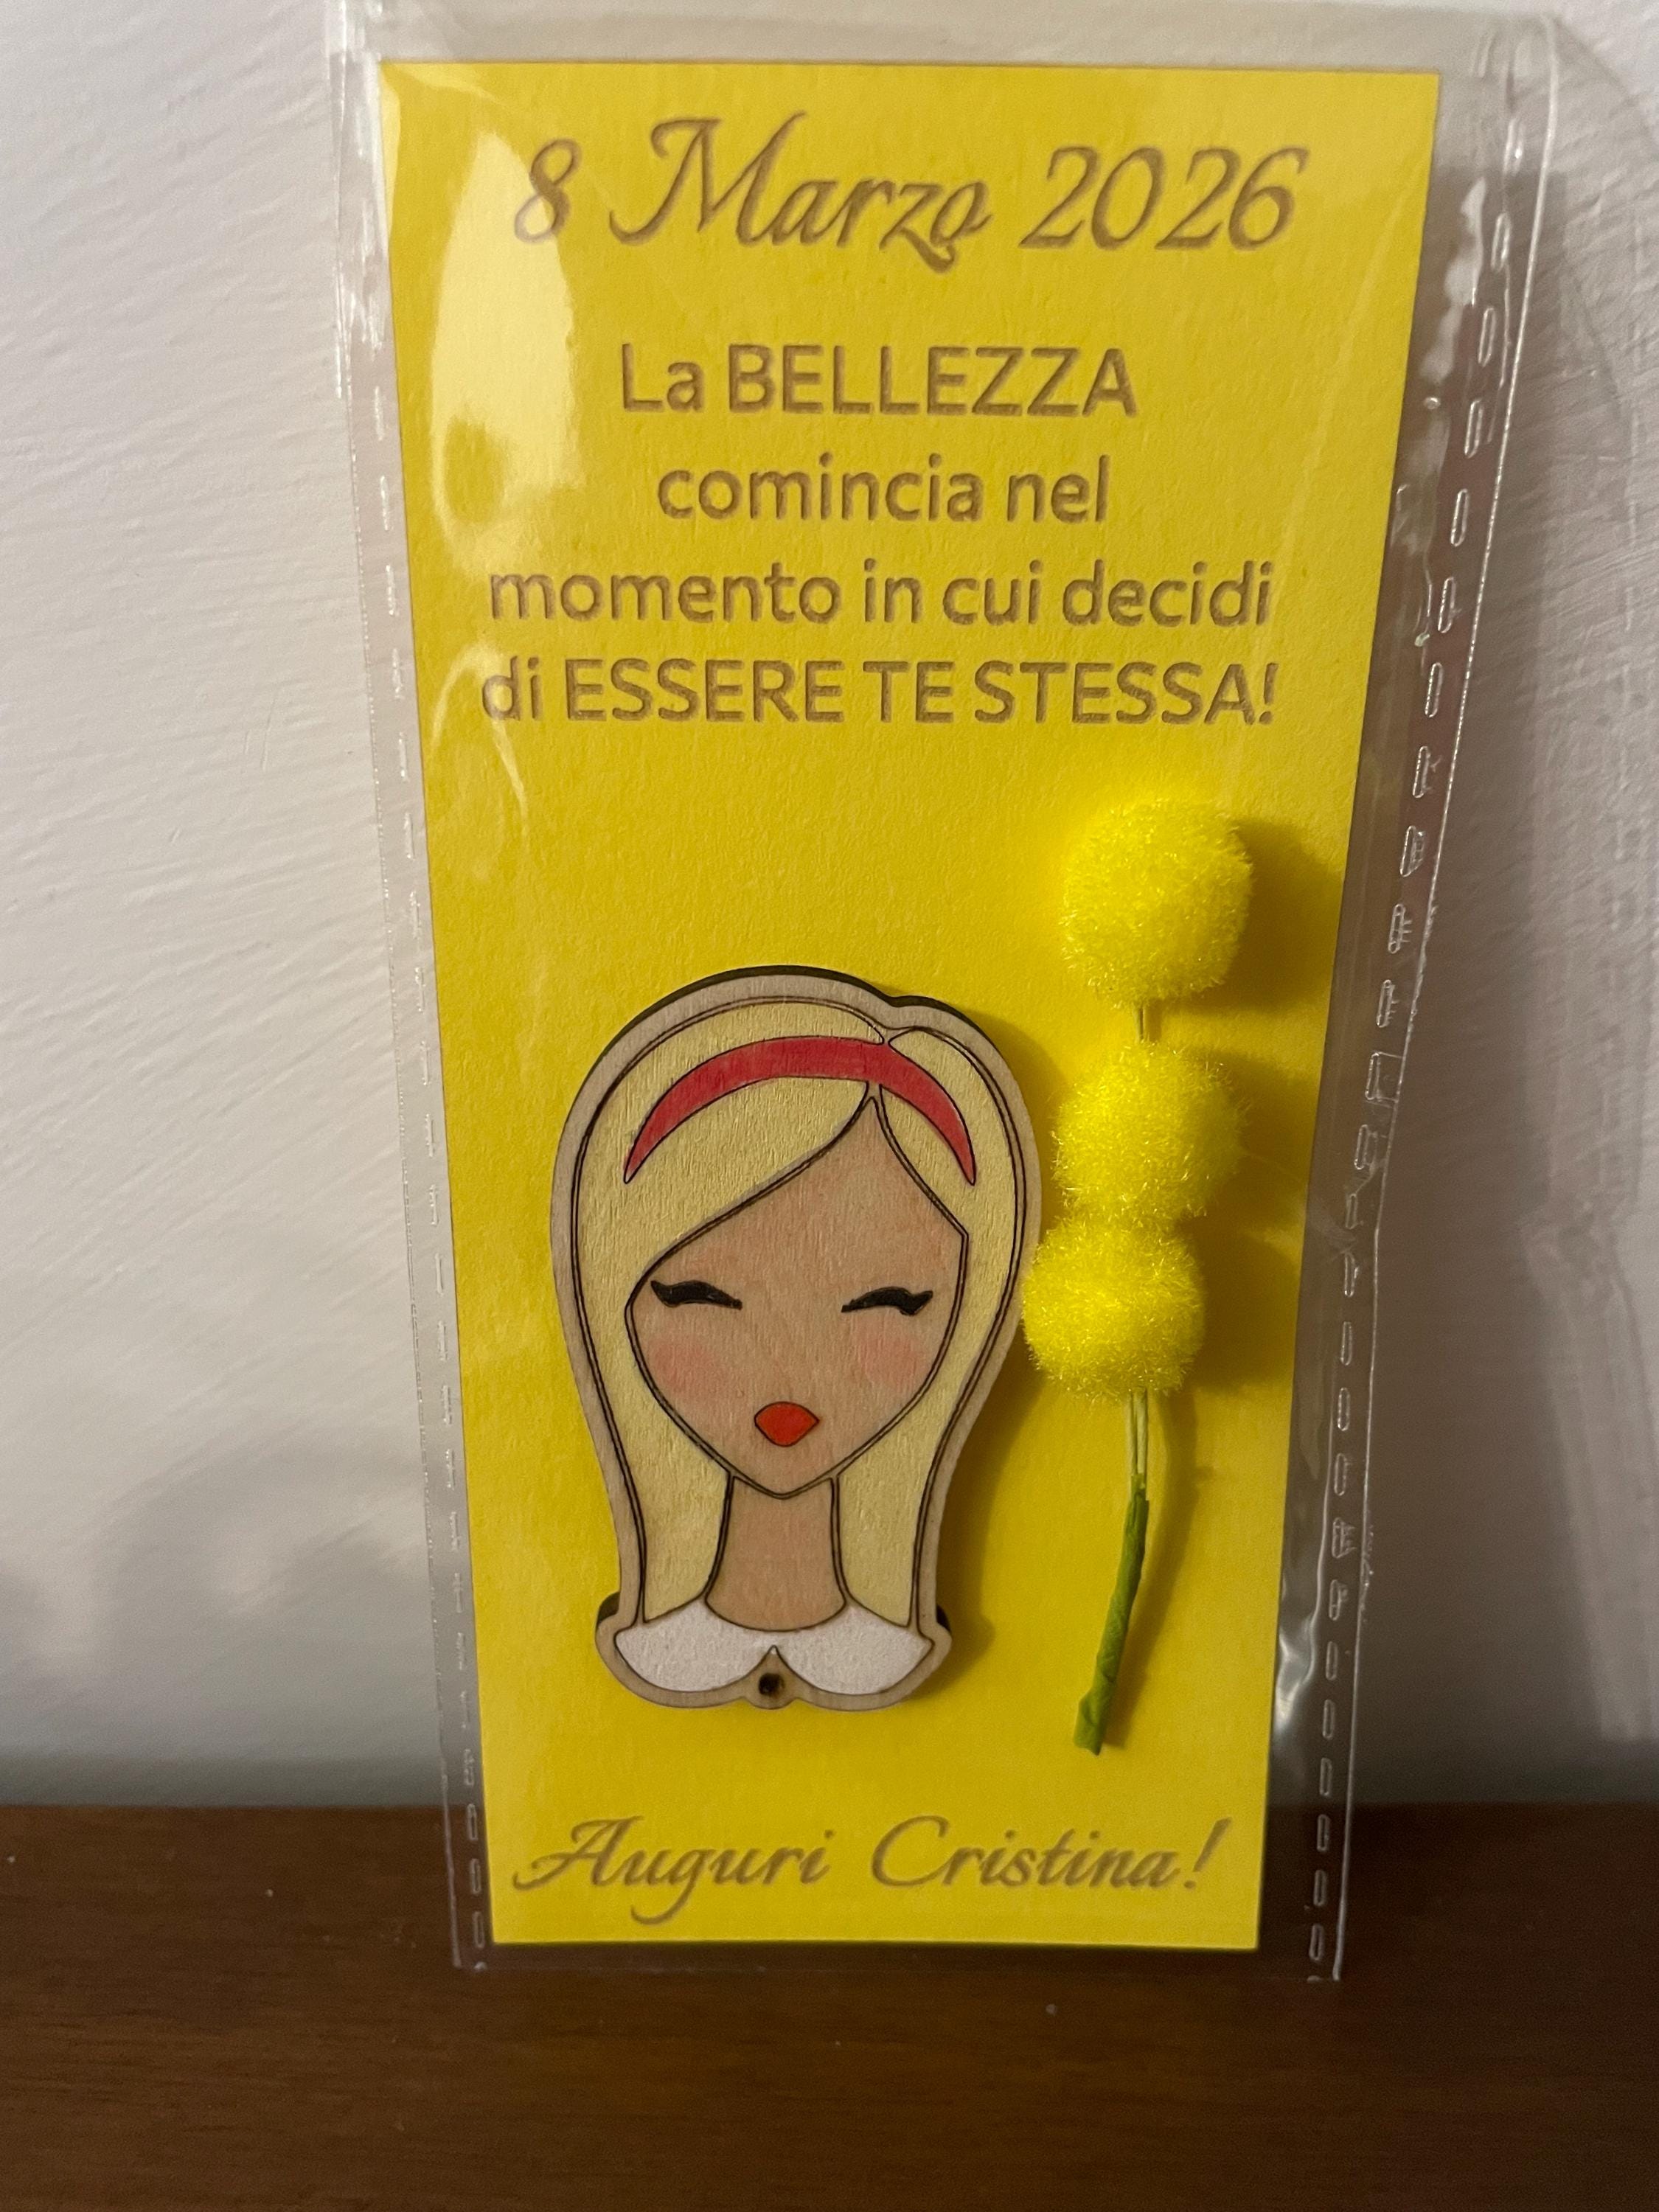 8 Marzo 2026
La BELLEZZA
comincia nel
momento in cui decidi
di ESSERE TE STESSA!
Auguri Cristina!